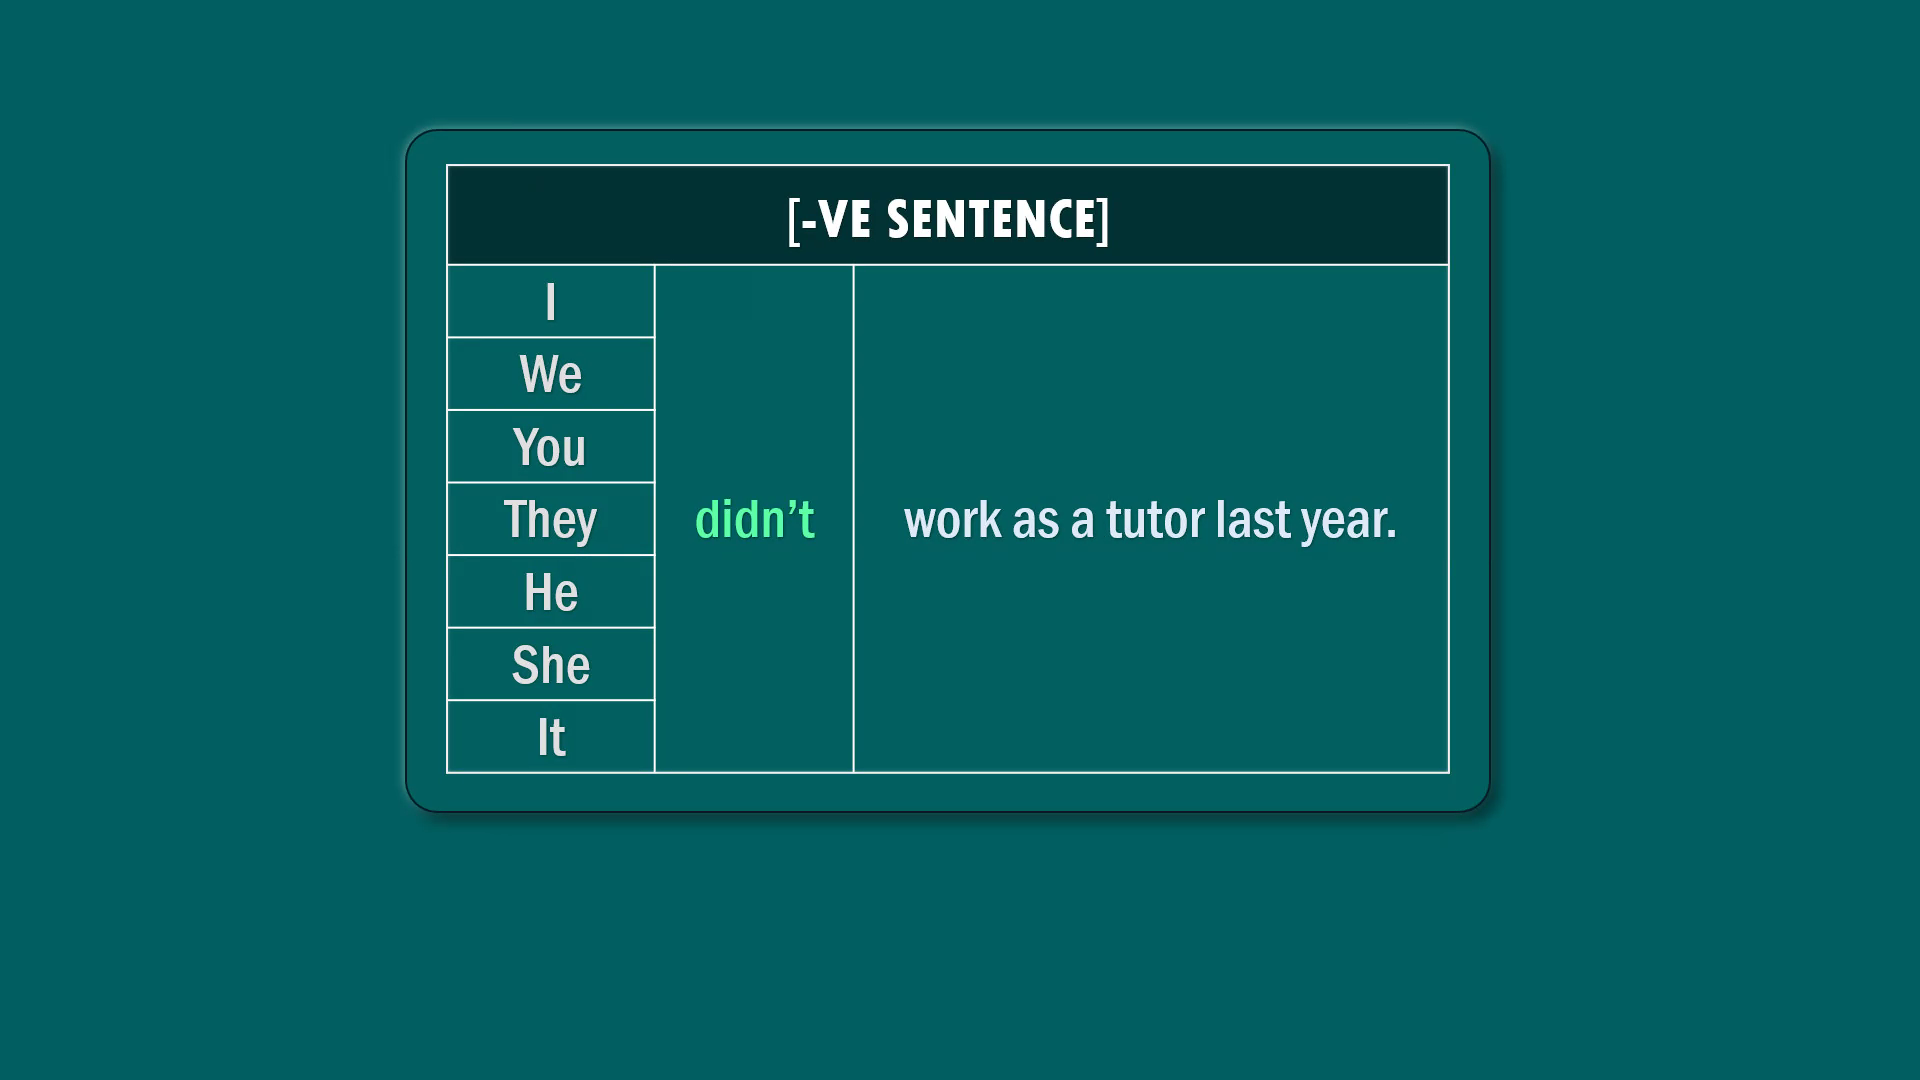 [-VE SENTENCE]
I
We
You
They
didn’t
work as a tutor last year.
He
She
It